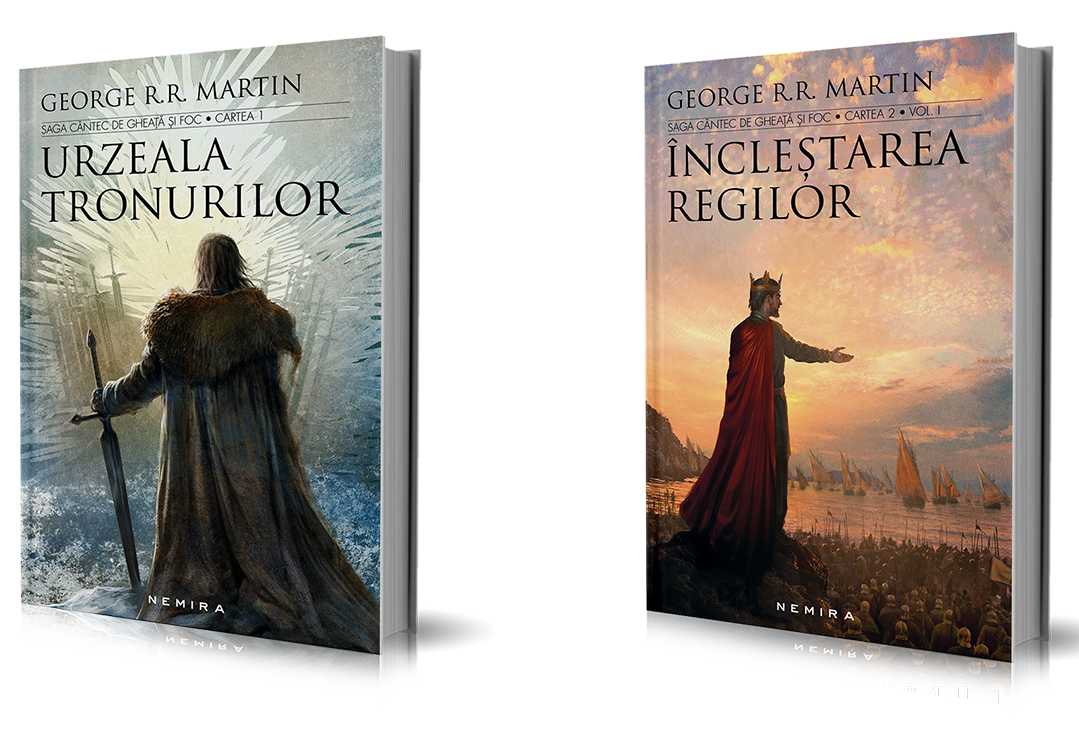 GEORGE R.R. MARTIN
SAGA CÂNTEC DE GHEAȚĂ ȘI FOC • CARTEA 1
URZEALA
TRONURILOR
NEMIRA
GEORGE R.R. MARTIN
SAGA CÂNTEC DE GHEAȚĂ ȘI FOC • CARTEA 2 • VOL. I
ÎNCLEȘTAREA
REGILOR
NEMIRA